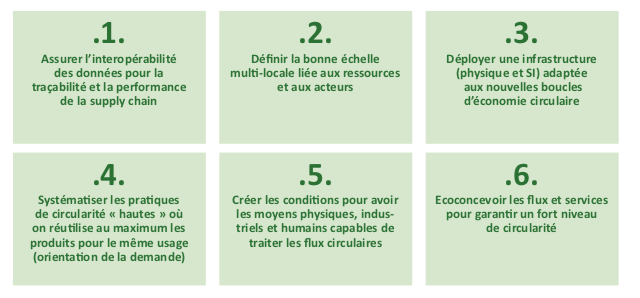 .1.
Assurer l'interopérabilité
des données pour la
traçabilité et la performance
de la supply chain
.2.
Définir la bonne échelle
multi-locale liée aux ressources
et aux acteurs
.3.
Déployer une infrastructure
(physique et SI) adaptée
aux nouvelles boucles
d'économie circulaire
.4.
Systématiser les pratiques
de circularité « hautes » où
on réutilise au maximum les
produits pour le même usage
(orientation de la demande)
.5.
Créer les conditions pour avoir
les moyens physiques, indus-
triels et humains capables de
traiter les flux circulaires
.6.
Ecoconcevoir les flux et services
pour garantir un fort niveau
de circularité